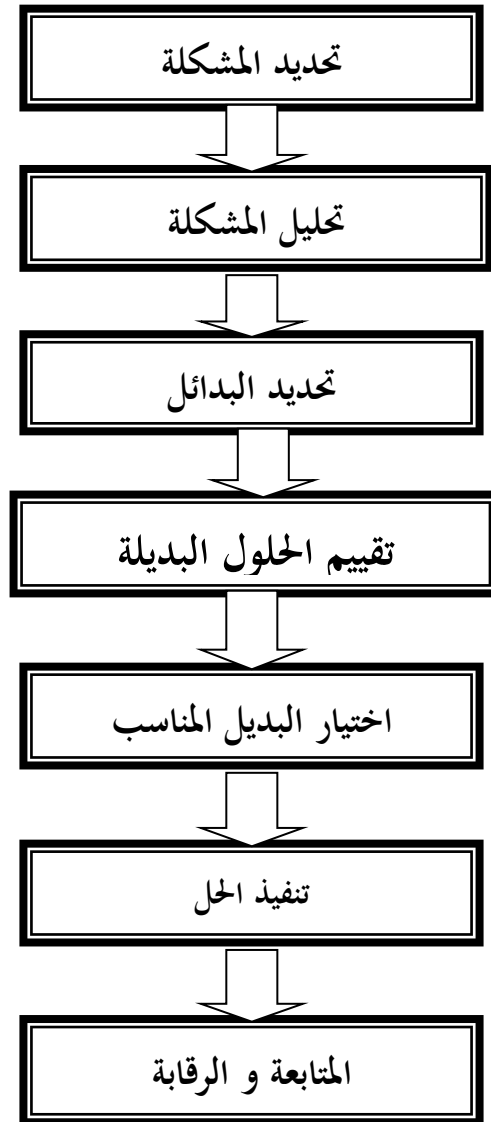 تحديد المشكلة
تحليل المشكلة
تحديد البدائل
تقييم الحلول البديلة
اختيار البديل المناسب
تنفيذ الحل
المتابعة و الرقابة